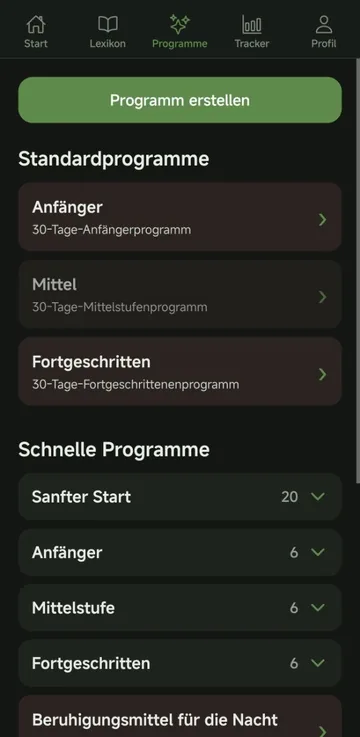 Start
Lexikon
Programme
Tracker
Profil
Programm erstellen
Standardprogramme
Anfänger
30-Tage-Anfängerprogramm
Mittel
30-Tage-Mittelstufenprogramm
Fortgeschritten
30-Tage-Fortgeschrittenenprogramm
Schnelle Programme
Sanfter Start 20
Anfänger 6
Mittelstufe 6
Fortgeschritten 6
Beruhigungsmittel für die Nacht